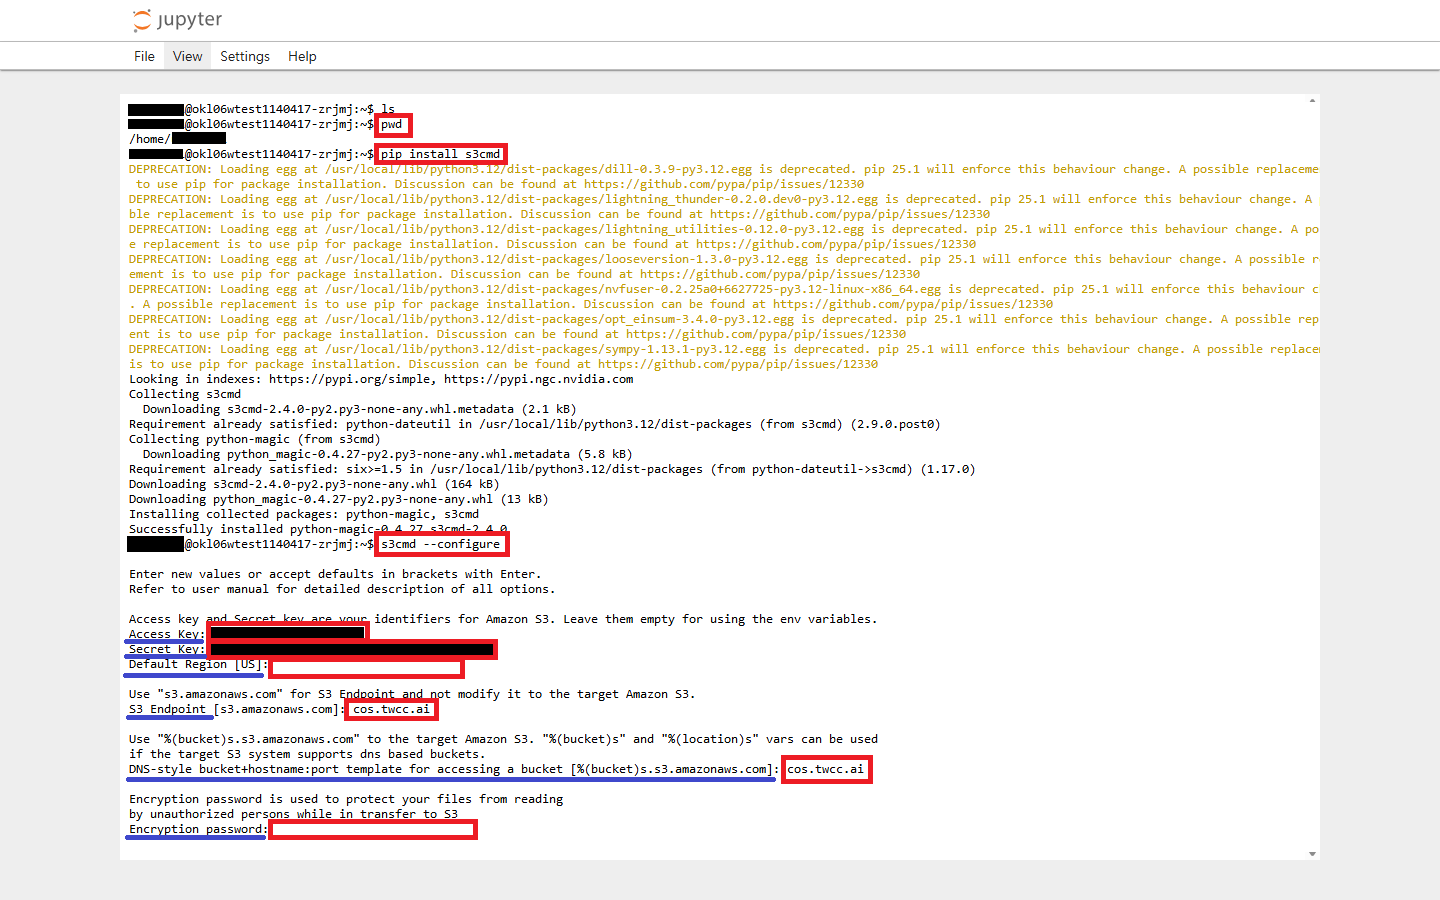 jupyter
File View Settings Help
@okl06wtest1140417-zrjmj:~$ ls
@okl06wtest1140417-zrjmj:~$ pwd
/home/
@okl06wtest1140417-zrjmj:~$ pip install s3cmd
DEPRECATION: Loading egg at /usr/local/lib/python3.12/dist-packages/dill-0.3.9-py3.12.egg is deprecated. pip 25.1 will enforce this behaviour change. A possible replaceme
to use pip for package installation. Discussion can be found at https://github.com/pypa/pip/issues/12330
DEPRECATION: Loading egg at /usr/local/lib/python3.12/dist-packages/lightning_thunder-0.2.0.dev0-py3.12.egg is deprecated. pip 25.1 will enforce this behaviour change. A
ble replacement is to use pip for package installation. Discussion can be found at https://github.com/pypa/pip/issues/12330
DEPRECATION: Loading egg at /usr/local/lib/python3.12/dist-packages/lightning_utilities-0.12.0-py3.12.egg is deprecated. pip 25.1 will enforce this behaviour change. A po
e replacement is to use pip for package installation. Discussion can be found at https://github.com/pypa/pip/issues/12330
DEPRECATION: Loading egg at /usr/local/lib/python3.12/dist-packages/looseversion-1.3.0-py3.12.egg is deprecated. pip 25.1 will enforce this behaviour change. A possible r
ement is to use pip for package installation. Discussion can be found at https://github.com/pypa/pip/issues/12330
DEPRECATION: Loading egg at /usr/local/lib/python3.12/dist-packages/nvfuser-0.2.25a0+6627725-py3.12-linux-x86_64.egg is deprecated. pip 25.1 will enforce this behaviour c
. A possible replacement is to use pip for package installation. Discussion can be found at https://github.com/pypa/pip/issues/12330
DEPRECATION: Loading egg at /usr/local/lib/python3.12/dist-packages/opt_einsum-3.4.0-py3.12.egg is deprecated. pip 25.1 will enforce this behaviour change. A possible rep
ent is to use pip for package installation. Discussion can be found at https://github.com/pypa/pip/issues/12330
DEPRECATION: Loading egg at /usr/local/lib/python3.12/dist-packages/sympy-1.13.1-py3.12.egg is deprecated. pip 25.1 will enforce this behaviour change. A possible replacem
is to use pip for package installation. Discussion can be found at https://github.com/pypa/pip/issues/12330
Looking in indexes: https://pypi.org/simple, https://pypi.ngc.nvidia.com
Collecting s3cmd
Downloading s3cmd-2.4.0-py2.py3-none-any.whl.metadata (2.1 kB)
Requirement already satisfied: python-dateutil in /usr/local/lib/python3.12/dist-packages (from s3cmd) (2.9.0.post0)
Collecting python-magic (from s3cmd)
Downloading python_magic-0.4.27-py2.py3-none-any.whl.metadata (5.8 kB)
Requirement already satisfied: six>=1.5 in /usr/local/lib/python3.12/dist-packages (from python-dateutil->s3cmd) (1.17.0)
Downloading s3cmd-2.4.0-py2.py3-none-any.whl (164 kB)
Downloading python_magic-0.4.27-py2.py3-none-any.whl (13 kB)
Installing collected packages: python-magic, s3cmd
Successfully installed python-magic-0.4.27 s3cmd-2.4.0
@okl06wtest1140417-zrjmj:~$ s3cmd --configure
Enter new values or accept defaults in brackets with Enter.
Refer to user manual for detailed description of all options.
Access key and Secret key are your identifiers for Amazon S3. Leave them empty for using the env variables.
Access Key:
Secret Key:
Default Region [US]:
Use "s3.amazonaws.com" for S3 Endpoint and not modify it to the target Amazon S3.
S3 Endpoint [s3.amazonaws.com]: cos.twcc.ai
Use "%(bucket)s.s3.amazonaws.com" to the target Amazon S3. "%(bucket)s" and "%(location)s" vars can be used
if the target S3 system supports dns based buckets.
DNS-style bucket+hostname:port template for accessing a bucket [%(bucket)s.s3.amazonaws.com]: cos.twcc.ai
Encryption password is used to protect your files from reading
by unauthorized persons while in transfer to S3
Encryption password: